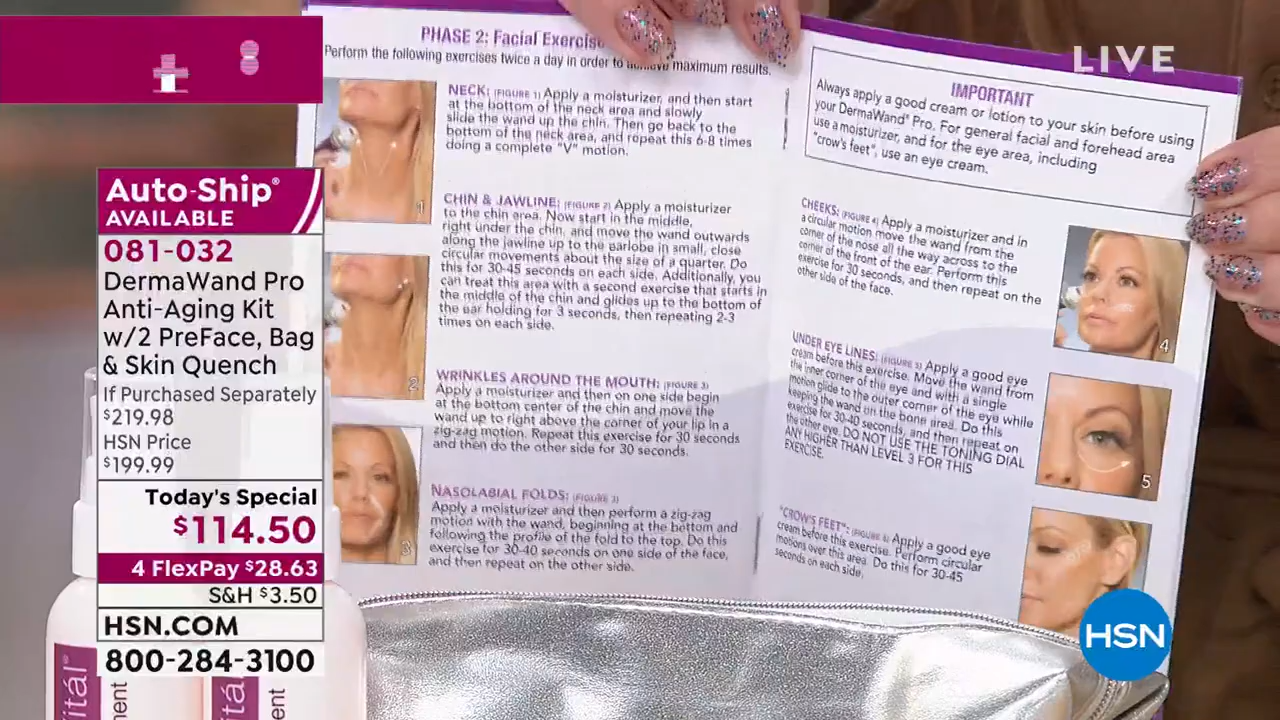 LIVE
Auto-Ship®
AVAILABLE
081-032
DermaWand Pro
Anti-Aging Kit
w/2 PreFace, Bag
& Skin Quench
If Purchased Separately
$219.98
HSN Price
$199.99
Today's Special
$114.50
4 FlexPay $28.63
S&H $3.50
HSN.COM
800-284-3100
PHASE 2: Facial Exercise
Perform the following exercises twice a day in order to achieve maximum results.
NECK: (FIGURE 1) Apply a moisturizer, and then start
at the bottom of the neck area and slowly
slide the wand up the chin. Then go back to the
bottom of the neck area, and repeat this 6-8 times
doing a complete "V" motion.
1
CHIN & JAWLINE: (FIGURE 2) Apply a moisturizer
to the chin area. Now start in the middle,
right under the chin, and move the wand outwards
along the jawline up to the earlobe in small, close
circular movements about the size of a quarter. Do
this for 30-45 seconds on each side. Additionally, you
can treat this area with a second exercise that starts in
the middle of the chin and glides up to the bottom of
the ear holding for 3 seconds, then repeating 2-3
times on each side.
2
WRINKLES AROUND THE MOUTH: (FIGURE 3)
Apply a moisturizer and then on one side begin
at the bottom center of the chin and move the
wand up to right above the corner of your lip in a
zig-zag motion. Repeat this exercise for 30 seconds
and then do the other side for 30 seconds.
3
NASOLABIAL FOLDS: (FIGURE 3)
Apply a moisturizer and then perform a zig-zag
motion with the wand, beginning at the bottom and
following the profile of the fold to the top. Do this
exercise for 30-40 seconds on one side of the face,
and then repeat on the other side.
IMPORTANT
Always apply a good cream or lotion to your skin before using
your DermaWand® Pro. For general facial and forehead area
use a moisturizer, and for the eye area, including
"crow's feet", use an eye cream.
CHEEKS: (FIGURE 4) Apply a moisturizer and in
a circular motion move the wand from the
corner of the nose all the way across to the
corner of the front of the ear. Perform this
exercise for 30 seconds, and then repeat on the
other side of the face.
4
UNDER EYE LINES: (FIGURE 5) Apply a good eye
cream before this exercise. Move the wand from
the inner corner of the eye and with a single
motion glide to the outer corner of the eye while
keeping the wand on the bone area. Do this
exercise for 30-40 seconds, and then repeat on
the other eye. DO NOT USE THE TONING DIAL
ANY HIGHER THAN LEVEL 3 FOR THIS
EXERCISE.
5
"CROW'S FEET": (FIGURE 6) Apply a good eye
cream before this exercise. Perform circular
motions over this area. Do this for 30-45
seconds on each side.
HSN